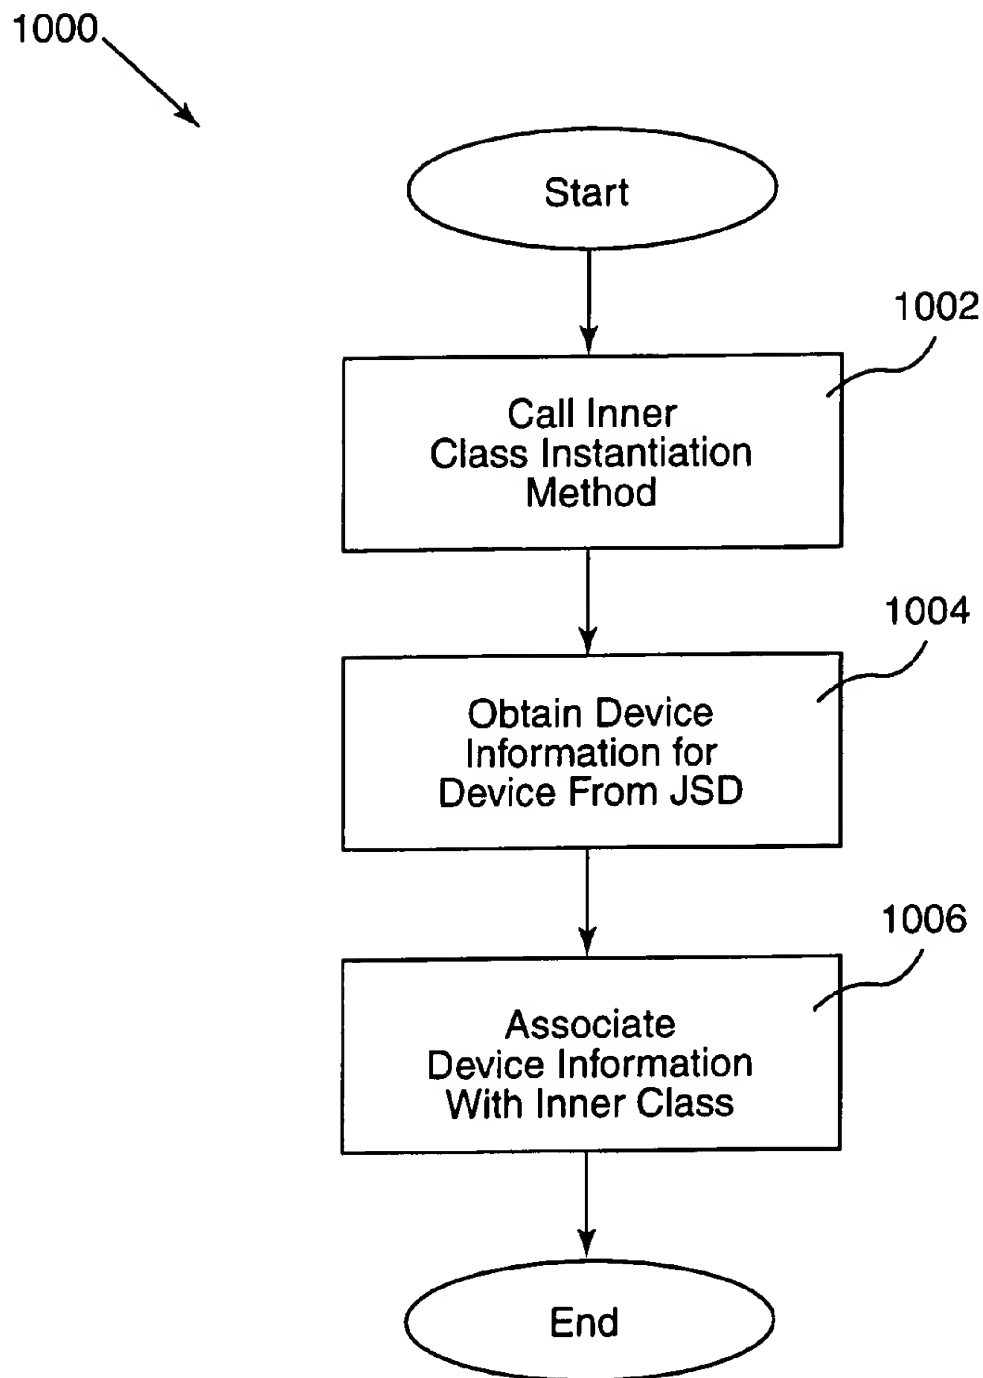 1000
Start
1002
Call Inner
Class Instantiation
Method
1004
Obtain Device
Information for
Device From JSD
1006
Associate
Device Information
With Inner Class
End